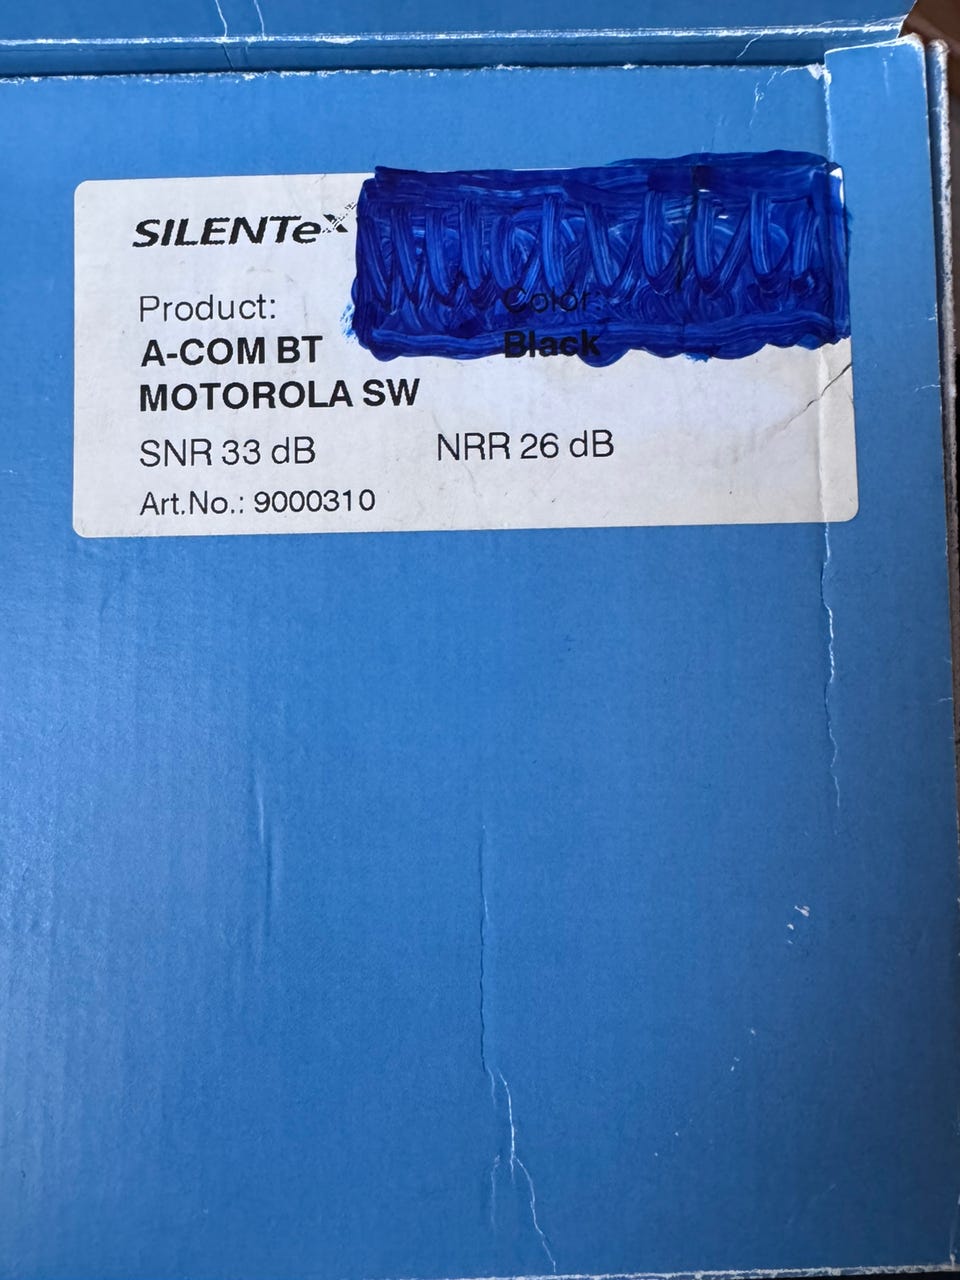 SILENTeX
Product:
Color:
A-COM BT
Black
MOTOROLA SW
SNR 33 dB
NRR 26 dB
Art.No.: 9000310